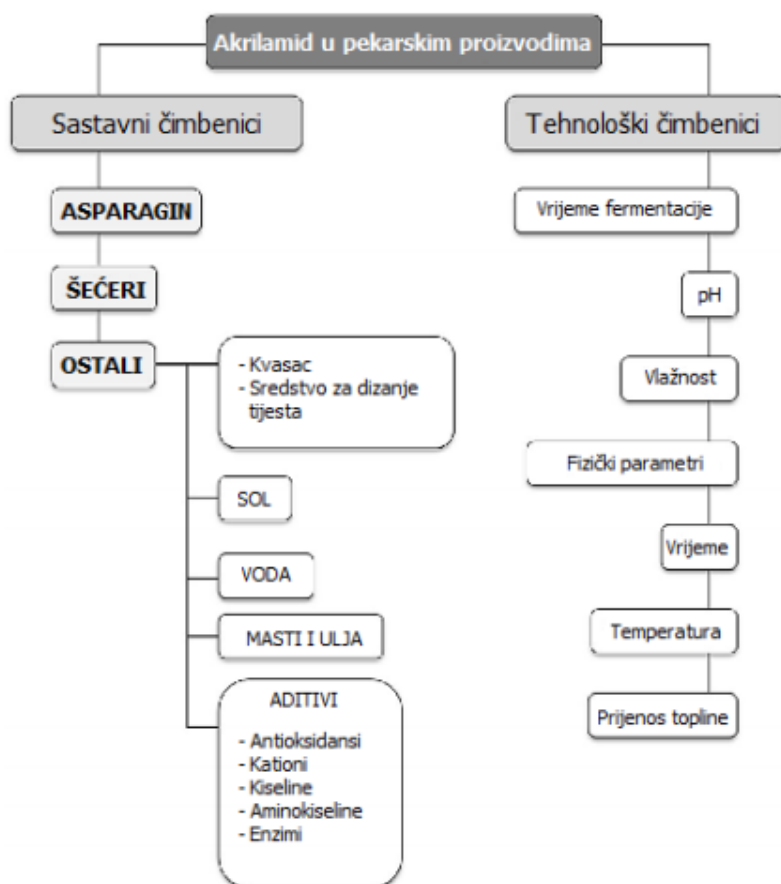 Akrilamid u pekarskim proizvodima
Sastavni čimbenici
ASPARAGIN
ŠEĆERI
OSTALI
- Kvasac
- Sredstvo za dizanje
tijesta
SOL
VODA
MASTI I ULJA
ADITIVI
- Antioksidansi
- Kationi
- Kiseline
- Aminokiseline
- Enzimi
Tehnološki čimbenici
Vrijeme fermentacije
pH
Vlažnost
Fizički parametri
Vrijeme
Temperatura
Prijenos topline